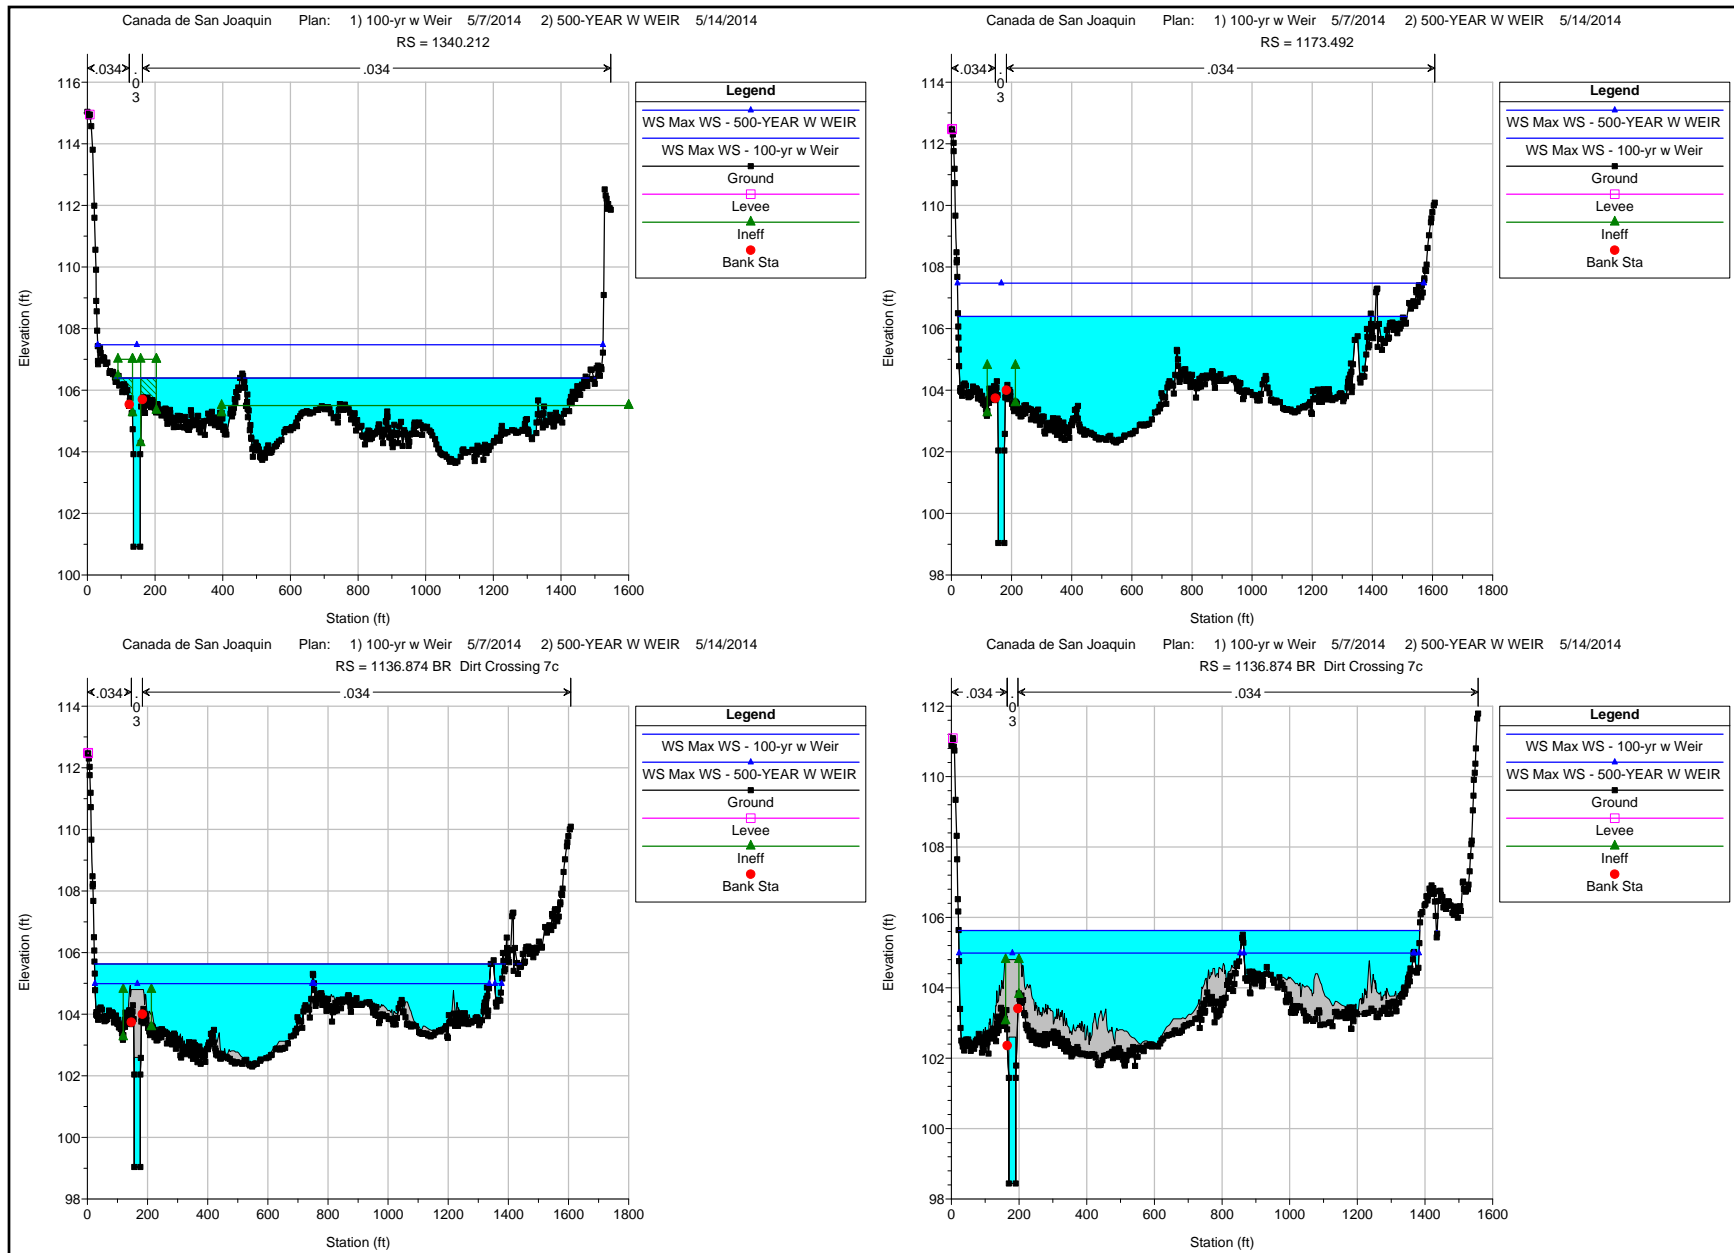 Canada de San Joaquin Plan: 1) 100-yr w Weir 5/7/2014 2) 500-YEAR W WEIR 5/14/2014
RS = 1340.212
.034
.03
.034
116
114
112
110
108
106
104
102
100
Elevation (ft)
0 200 400 600 800 1000 1200 1400 1600
Station (ft)
Legend
WS Max WS - 500-YEAR W WEIR
WS Max WS - 100-yr w Weir
Ground
Levee
Ineff
Bank Sta
Canada de San Joaquin Plan: 1) 100-yr w Weir 5/7/2014 2) 500-YEAR W WEIR 5/14/2014
RS = 1173.492
.034
.03
.034
114
112
110
108
106
104
102
100
98
Elevation (ft)
0 200 400 600 800 1000 1200 1400 1600 1800
Station (ft)
Legend
WS Max WS - 500-YEAR W WEIR
WS Max WS - 100-yr w Weir
Ground
Levee
Ineff
Bank Sta
Canada de San Joaquin Plan: 1) 100-yr w Weir 5/7/2014 2) 500-YEAR W WEIR 5/14/2014
RS = 1136.874 BR Dirt Crossing 7c
.034
.03
.034
114
112
110
108
106
104
102
100
98
Elevation (ft)
0 200 400 600 800 1000 1200 1400 1600 1800
Station (ft)
Legend
WS Max WS - 100-yr w Weir
WS Max WS - 500-YEAR W WEIR
Ground
Levee
Ineff
Bank Sta
Canada de San Joaquin Plan: 1) 100-yr w Weir 5/7/2014 2) 500-YEAR W WEIR 5/14/2014
RS = 1136.874 BR Dirt Crossing 7c
.034
.03
.034
112
110
108
106
104
102
100
98
Elevation (ft)
0 200 400 600 800 1000 1200 1400 1600
Station (ft)
Legend
WS Max WS - 100-yr w Weir
WS Max WS - 500-YEAR W WEIR
Ground
Levee
Ineff
Bank Sta